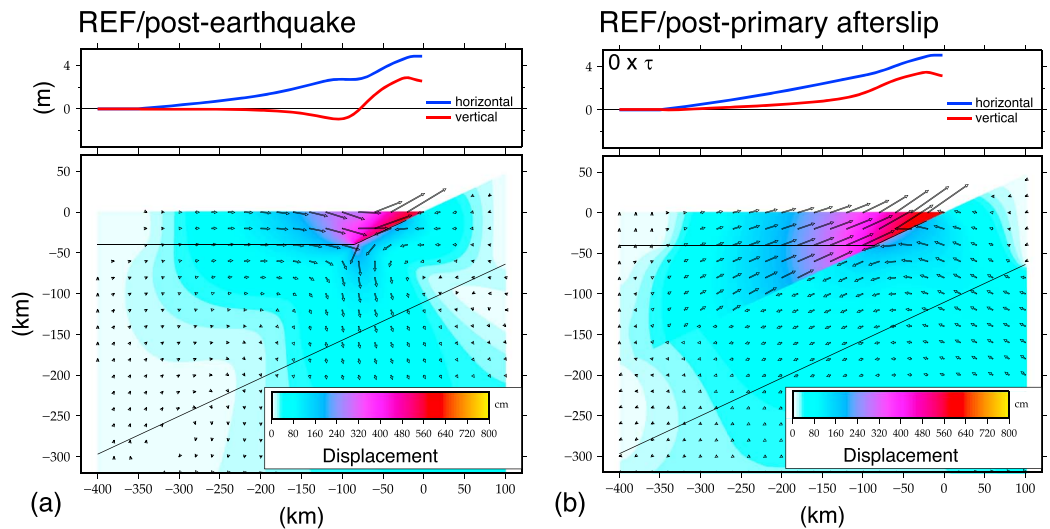 REF/post-earthquake
REF/post-primary afterslip
4
0
(m)
horizontal
vertical
0 x τ
4
0
horizontal
vertical
50
0
−50
−100
−150
−200
−250
−300
(km)
cm
0 80 160 240 320 400 480 560 640 720 800
Displacement
−400 −350 −300 −250 −200 −150 −100 −50 0 50 100
(a)
(km)
50
0
−50
−100
−150
−200
−250
−300
cm
0 80 160 240 320 400 480 560 640 720 800
Displacement
−400 −350 −300 −250 −200 −150 −100 −50 0 50 100
(b)
(km)